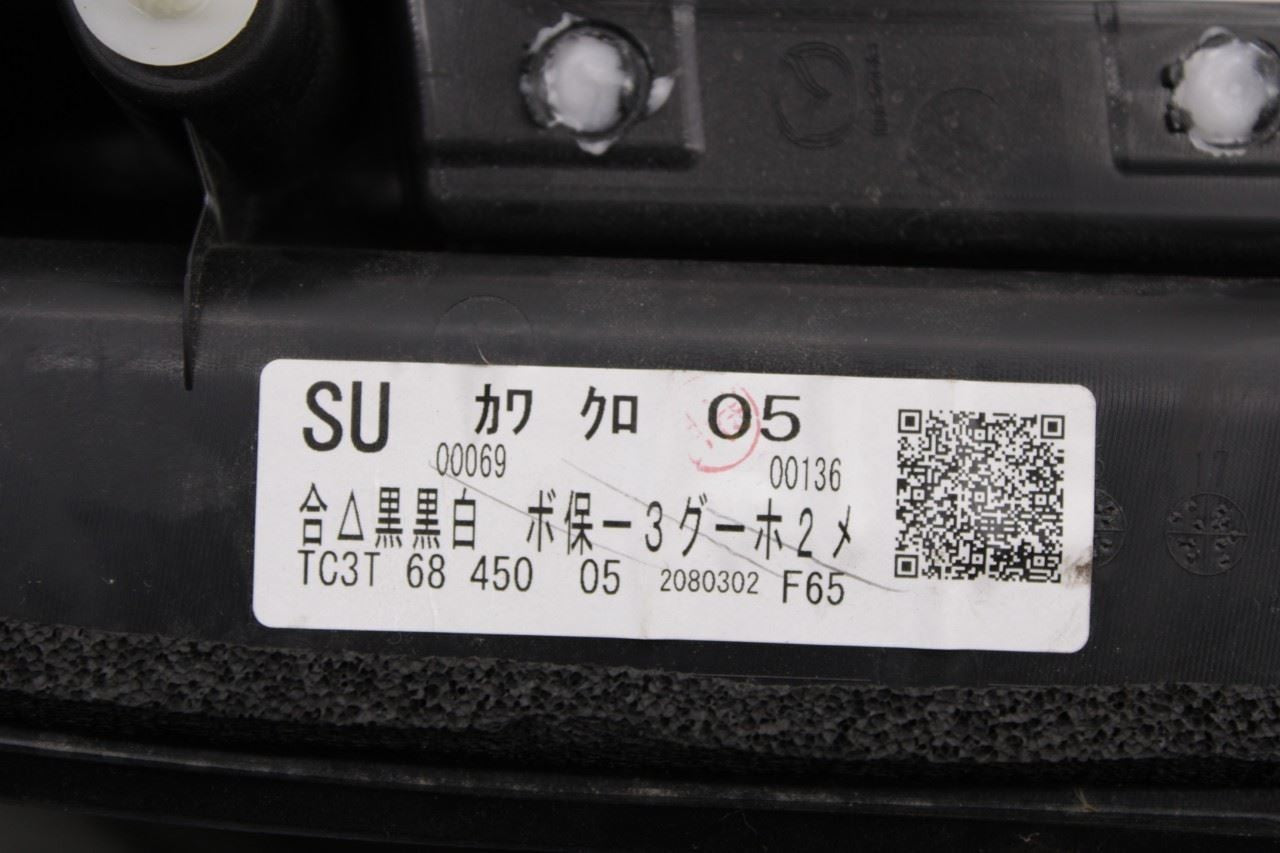 SU ｶﾜ ｸﾛ 05
00069 00136
合△黒黒白 ボ保ー3グーホ2メ
TC3T 68 450 05 2080302 F65
17